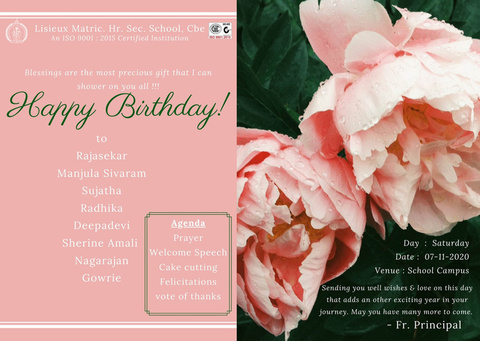 Lisieux Matric. Hr. Sec. School, Cbe
An ISO 9001 : 2015 Certified Institution
Blessings are the most precious gift that I can
shower on you all !!!
Happy Birthday!
to
Rajasekar
Manjula Sivaram
Sujatha
Radhika
Deepadevi
Sherine Amali
Nagarajan
Gowrie
Agenda
Prayer
Welcome Speech
Cake cutting
Felicitations
vote of thanks
Day : Saturday
Date : 07-11-2020
Venue : School Campus
Sending you well wishes & love on this day
that adds an other exciting year in your
journey. May you have many more to come.
- Fr. Principal